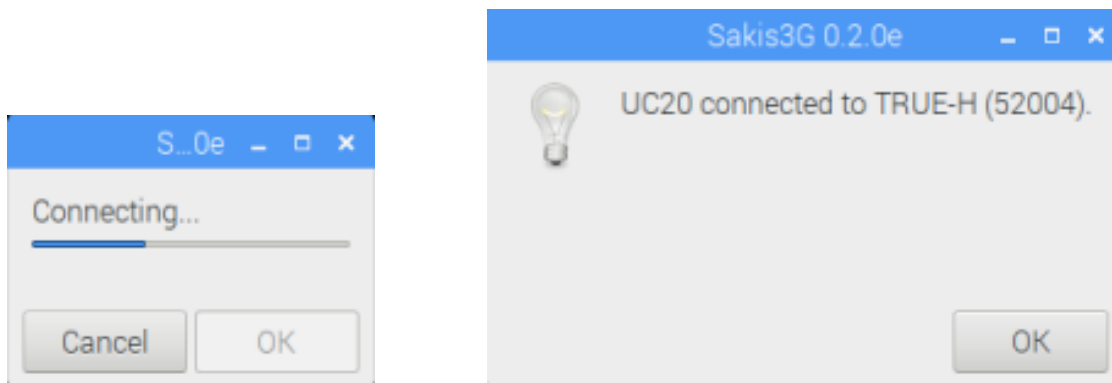 S...0e
Connecting...
Cancel
OK
Sakis3G 0.2.0e
UC20 connected to TRUE-H (52004).
OK